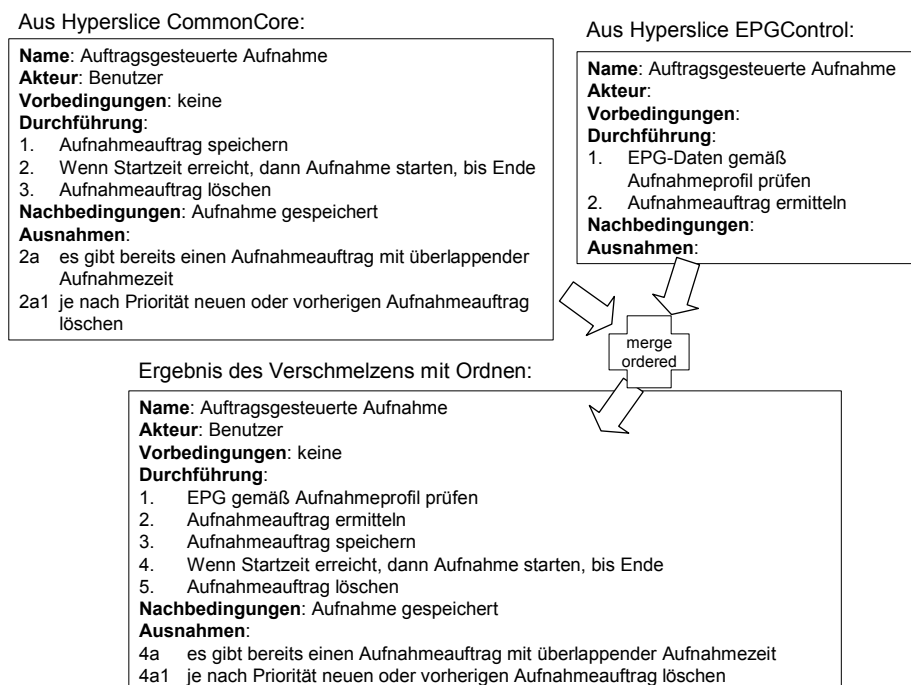 Aus Hyperslice CommonCore:
Name: Auftragsgesteuerte Aufnahme
Akteur: Benutzer
Vorbedingungen: keine
Durchführung:
1. Aufnahmeauftrag speichern
2. Wenn Startzeit erreicht, dann Aufnahme starten, bis Ende
3. Aufnahmeauftrag löschen
Nachbedingungen: Aufnahme gespeichert
Ausnahmen:
2a es gibt bereits einen Aufnahmeauftrag mit überlappender
Aufnahmezeit
2a1 je nach Priorität neuen oder vorherigen Aufnahmeauftrag
löschen
Aus Hyperslice EPGControl:
Name: Auftragsgesteuerte Aufnahme
Akteur:
Vorbedingungen:
Durchführung:
1. EPG-Daten gemäß
Aufnahmeprofil prüfen
2. Aufnahmeauftrag ermitteln
Nachbedingungen:
Ausnahmen:
merge
ordered
Ergebnis des Verschmelzens mit Ordnen:
Name: Auftragsgesteuerte Aufnahme
Akteur: Benutzer
Vorbedingungen: keine
Durchführung:
1. EPG gemäß Aufnahmeprofil prüfen
2. Aufnahmeauftrag ermitteln
3. Aufnahmeauftrag speichern
4. Wenn Startzeit erreicht, dann Aufnahme starten, bis Ende
5. Aufnahmeauftrag löschen
Nachbedingungen: Aufnahme gespeichert
Ausnahmen:
4a es gibt bereits einen Aufnahmeauftrag mit überlappender Aufnahmezeit
4a1 je nach Priorität neuen oder vorherigen Aufnahmeauftrag löschen